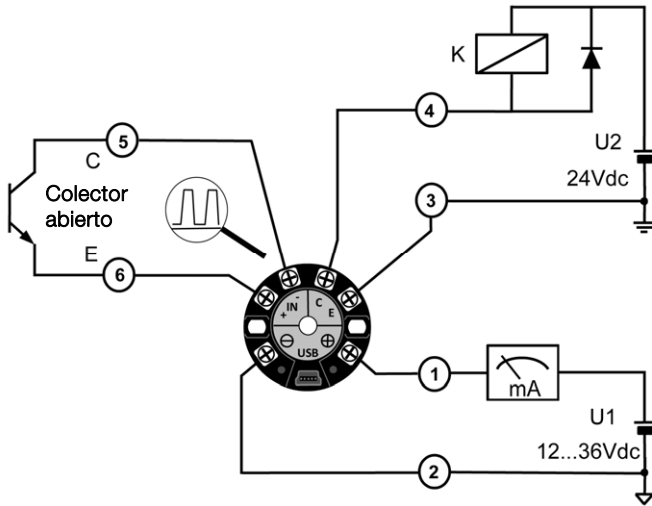 K
4
5
C
Colector
abierto
U2
24Vdc
3
E
6
- C
+ IN E
⊖ ⊕
USB
1
mA
U1
12...36Vdc
2